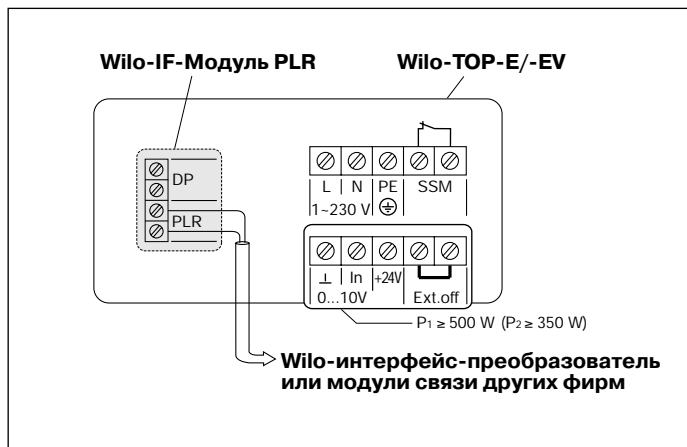 Wilo-IF-Модуль PLR
Wilo-TOP-E/-EV
DP
PLR
L N PE SSM
1~230 V
⊥ In +24V
0...10V Ext.off
P1 ≥ 500 W (P2 ≥ 350 W)
Wilo-интерфейс-преобразователь
или модули связи других фирм